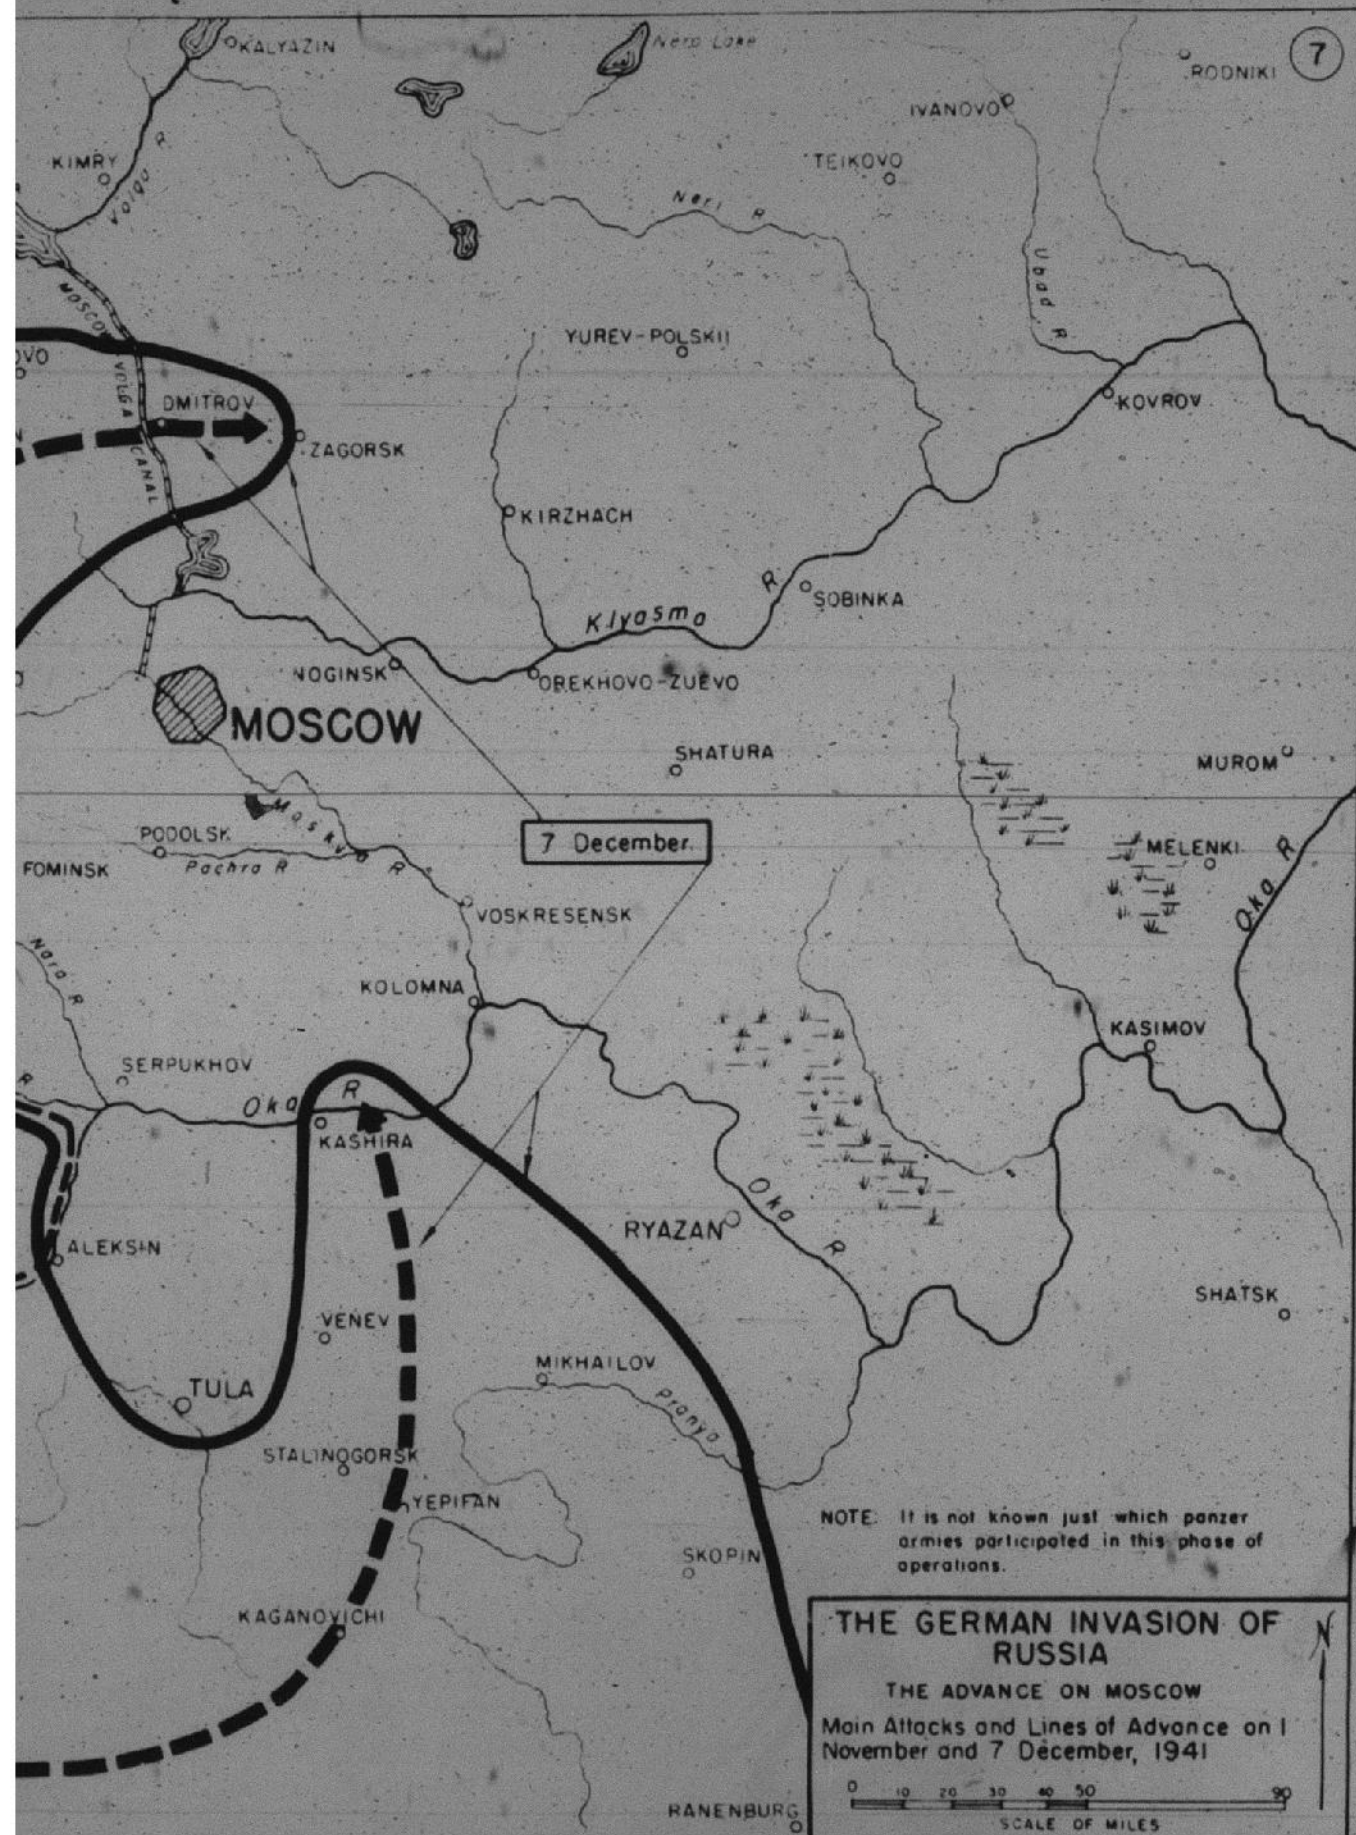 KALYAZIN
Nero Lake
7
RODNIKI
IVANOVO
TEIKOVO
KIMRY
Volga R
Nerl R
Uvod R
MOSCOW VOLGA CANAL
YUREV-POLSKII
OVO
DMITROV
N
ZAGORSK
KOVROV
KIRZHACH
SOBINKA
Klyasma R
NOGINSK
OREKHOVO-ZUEVO
MOSCOW
SHATURA
MUROM
Moskva R
PODOLSK
7 December
MELENKI
FOMINSK
Pachra R
Oka R
VOSKRESENSK
Nara R
KOLOMNA
KASIMOV
SERPUKHOV
R
Oka R
KASHIRA
Oka R
RYAZAN
ALEKSIN
SHATSK
VENEV
MIKHAILOV
TULA
Pranya
STALINOGORSK
YEPIFAN
NOTE: It is not known just which panzer
armies participated in this phase of
operations.
SKOPIN
KAGANOVICHI
THE GERMAN INVASION OF
RUSSIA
N
THE ADVANCE ON MOSCOW
Main Attacks and Lines of Advance on 1
November and 7 December, 1941
0 10 20 30 40 50 90
SCALE OF MILES
RANENBURG